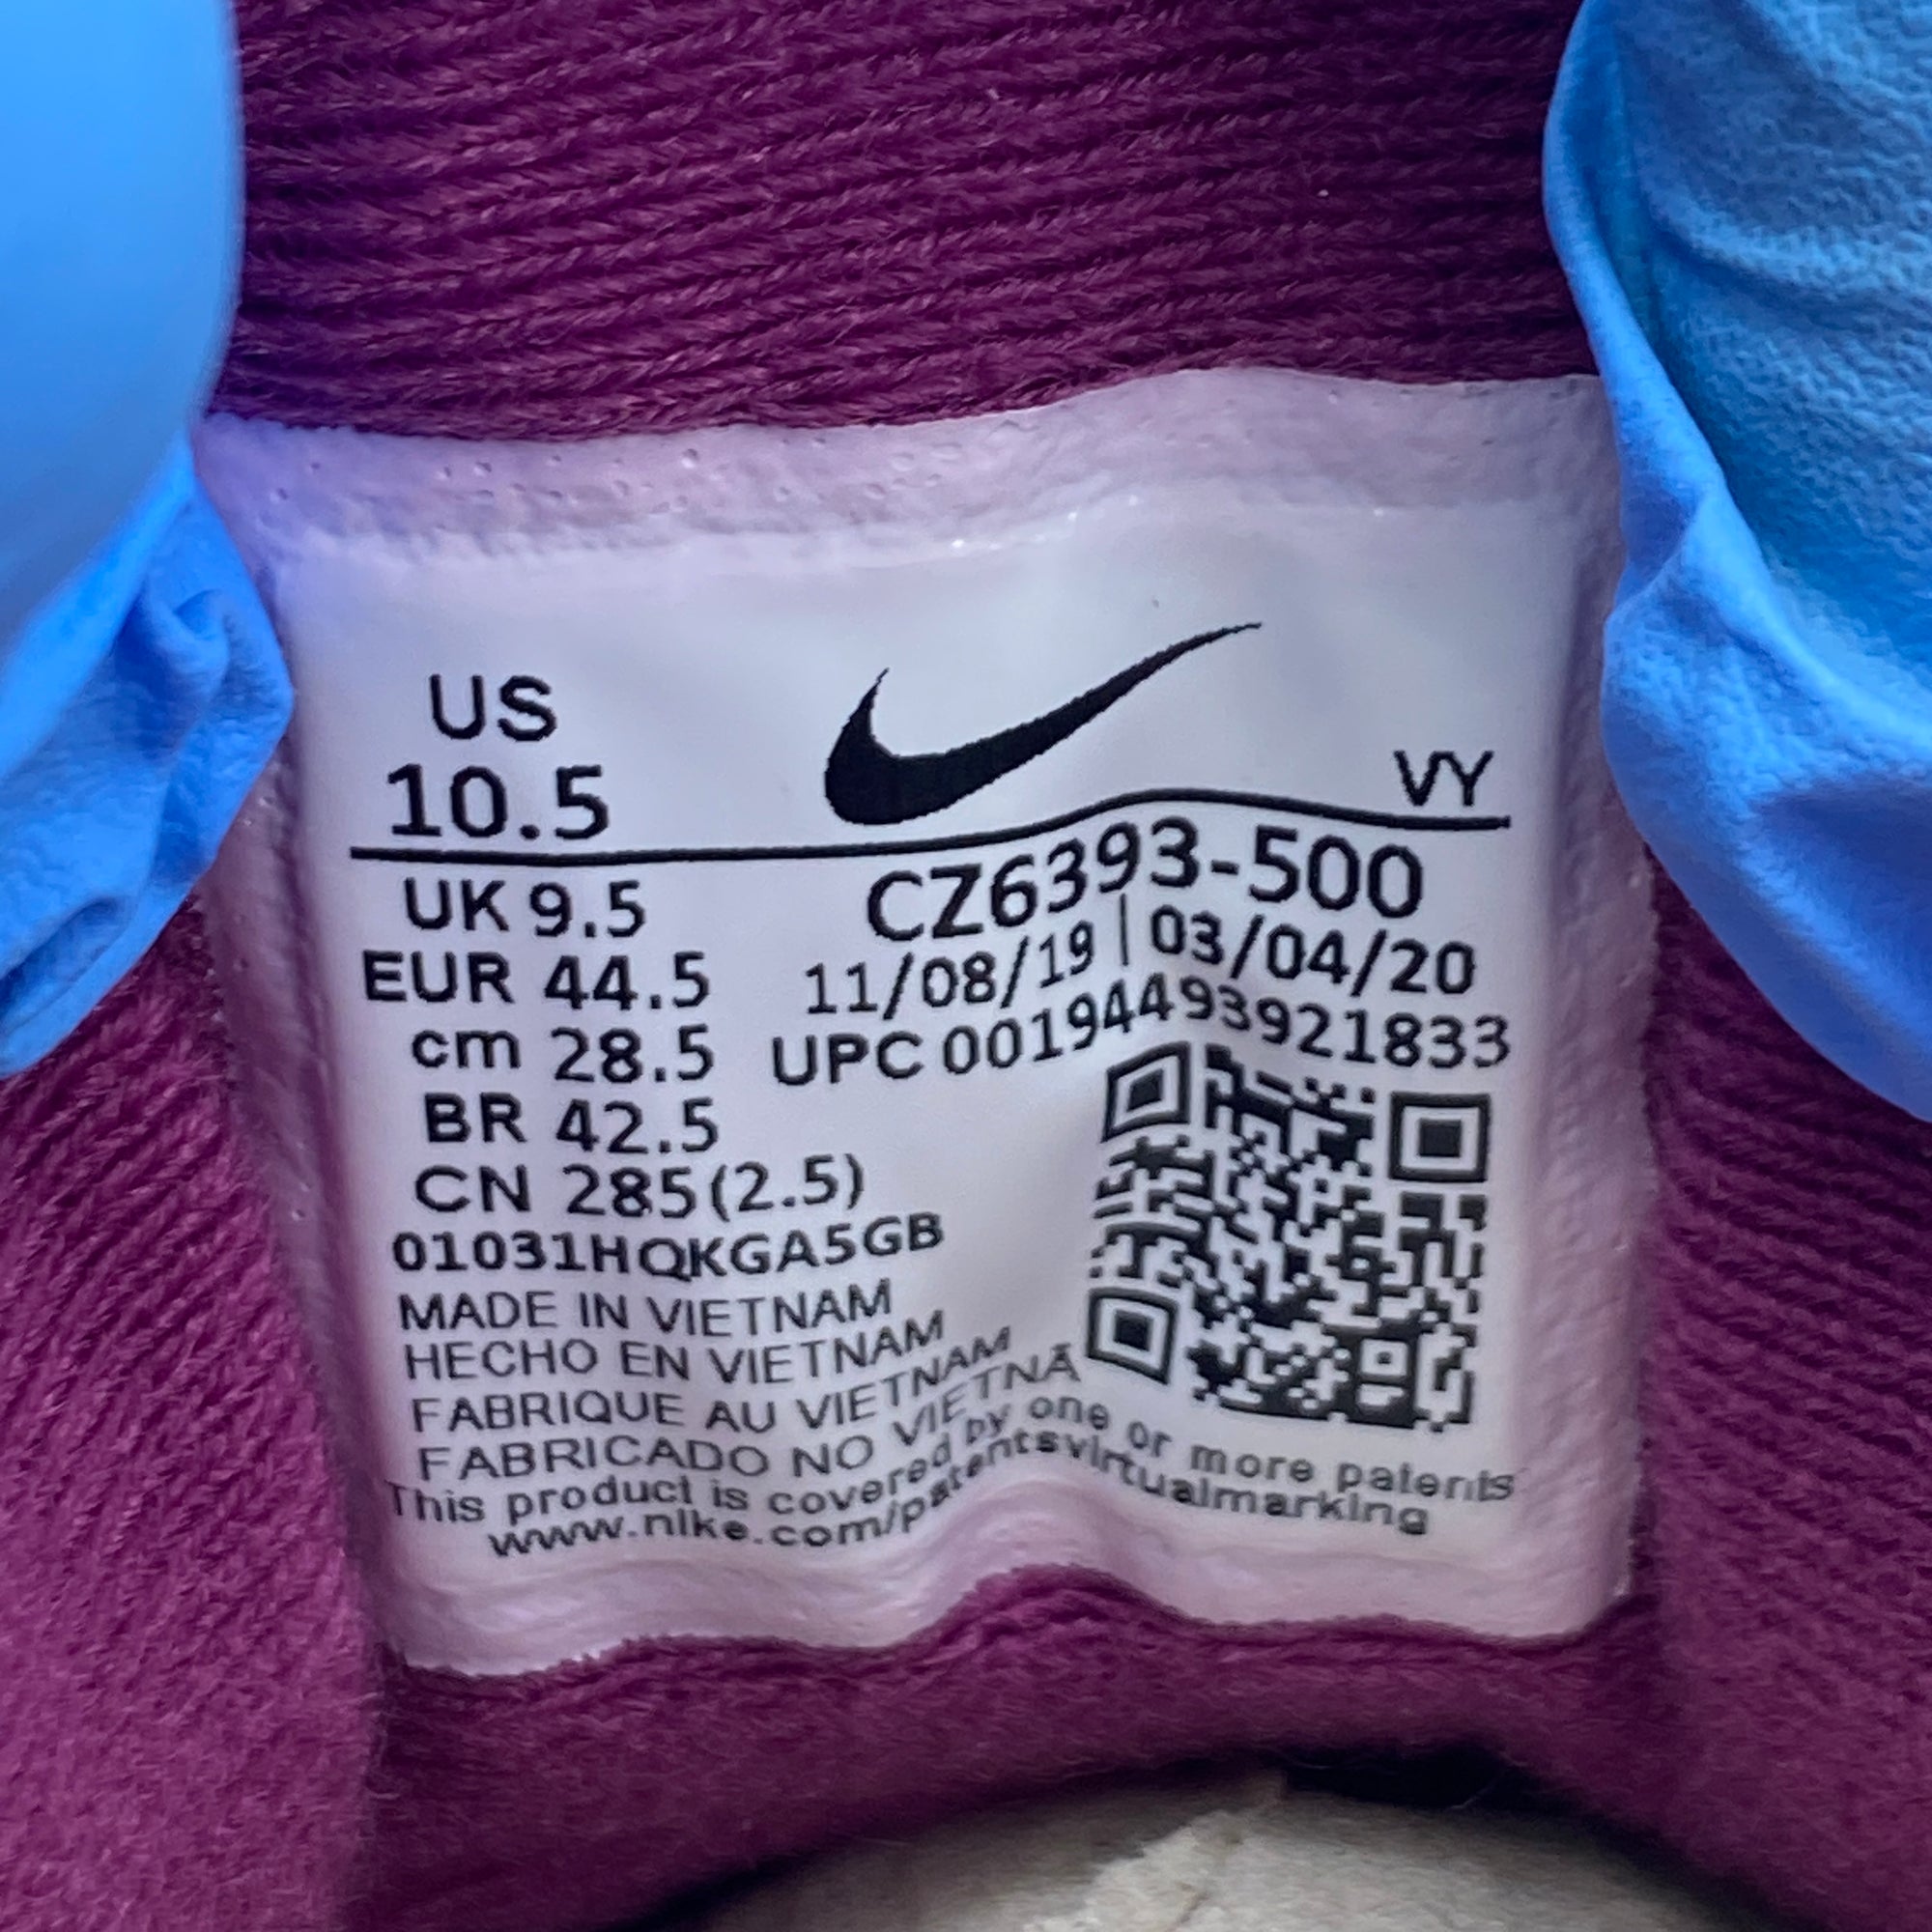 US
10.5
VY
UK 9.5
EUR 44.5
cm 28.5
BR 42.5
CN 285(2.5)
CZ6393-500
11/08/19 | 03/04/20
UPC 00194493921833
01031HQKGA5GB
MADE IN VIETNAM
HECHO EN VIETNAM
FABRIQUE AU VIETNAM
FABRICADO NO VIETNÃ
This product is covered by one or more patents
www.nike.com/patentsvirtualmarking